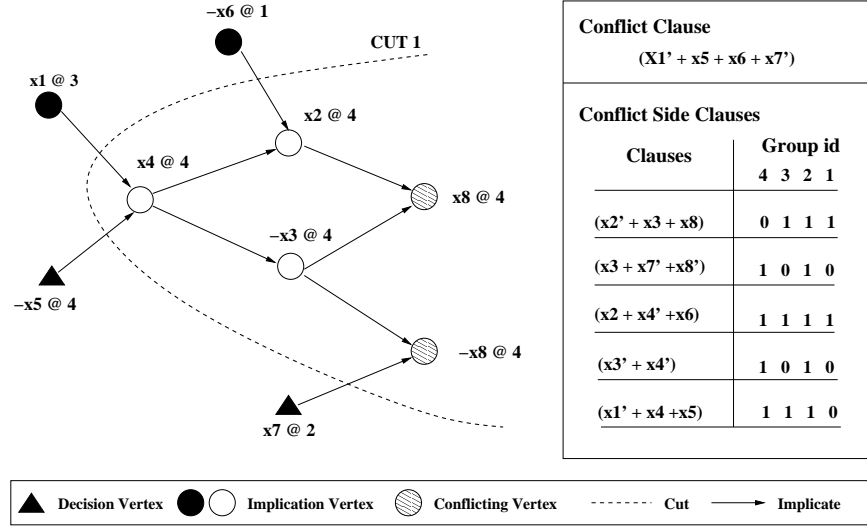 −x6 @ 1
CUT 1
x1 @ 3
x2 @ 4
x4 @ 4
x8 @ 4
−x3 @ 4
−x5 @ 4
−x8 @ 4
x7 @ 2
Conflict Clause
(X1' + x5 + x6 + x7')
Conflict Side Clauses
Clauses Group id
4 3 2 1
(x2' + x3 + x8) 0 1 1 1
(x3 + x7' +x8') 1 0 1 0
(x2 + x4' +x6) 1 1 1 1
(x3' + x4') 1 0 1 0
(x1' + x4 +x5) 1 1 1 0
Decision Vertex Implication Vertex Conflicting Vertex Cut Implicate